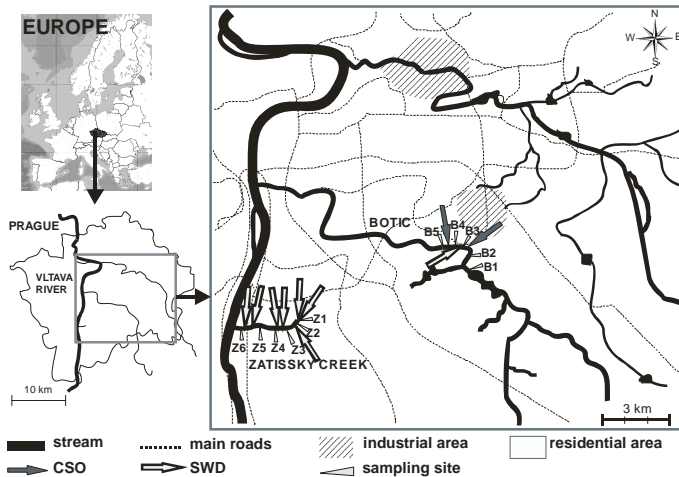 EUROPE
N
W E
S
PRAGUE
VLTAVA
RIVER
10 km
BOTIC
B5 B4 B3
B2
B1
Z1
Z2
Z6 Z5 Z4 Z3
ZATISSKY CREEK
3 km
stream main roads industrial area residential area
CSO SWD sampling site